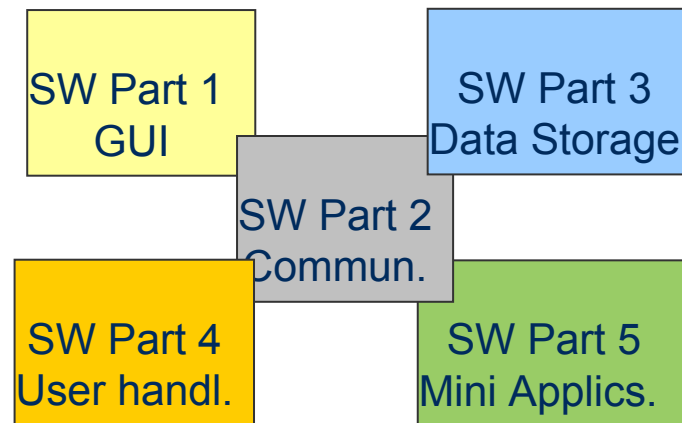 SW Part 1
GUI
SW Part 3
Data Storage
SW Part 2
Commun.
SW Part 4
User handl.
SW Part 5
Mini Applics.